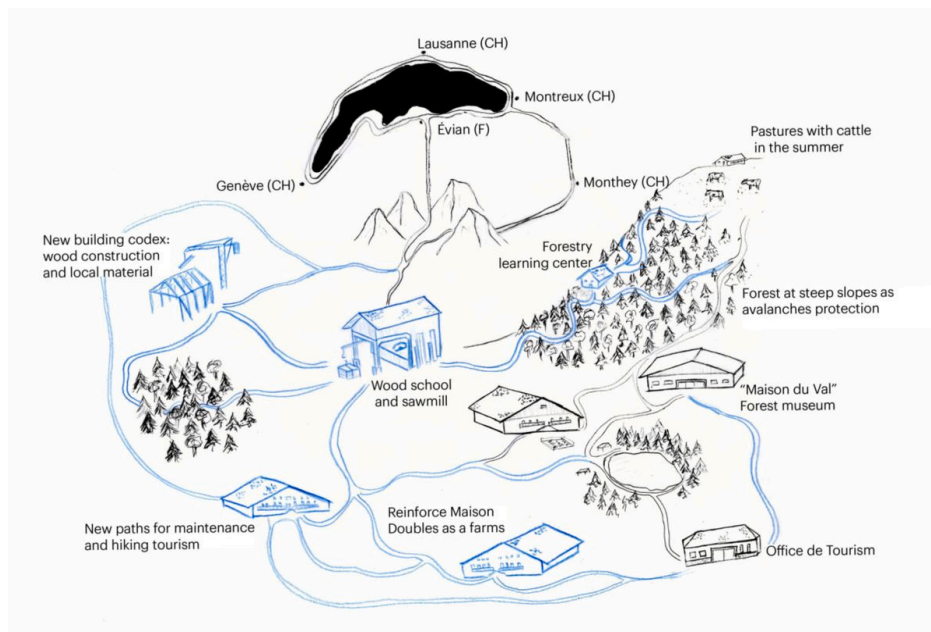 Lausanne (CH)
Montreux (CH)
Évian (F)
Genève (CH)
Monthey (CH)
Pastures with cattle
in the summer
New building codex:
wood construction
and local material
Forestry
learning center
Forest at steep slopes as
avalanches protection
Wood school
and sawmill
"Maison du Val"
Forest museum
New paths for maintenance
and hiking tourism
Reinforce Maison
Doubles as a farms
Office de Tourism